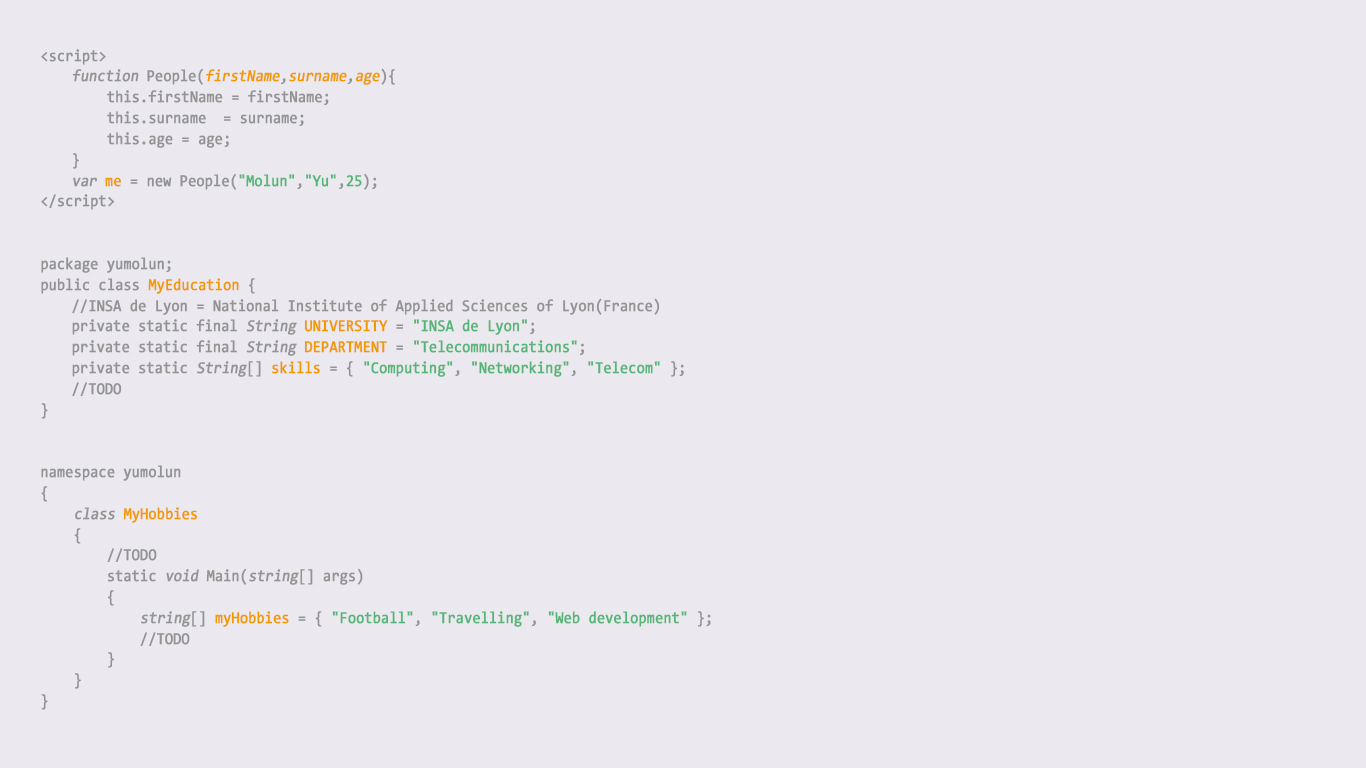 <script>
function People(firstName,surname,age){
this.firstName = firstName;
this.surname  = surname;
this.age = age;
}
var me = new People("Molun","Yu",25);
</script>
package yumolun;
public class MyEducation {
//INSA de Lyon = National Institute of Applied Sciences of Lyon(France)
private static final String UNIVERSITY = "INSA de Lyon";
private static final String DEPARTMENT = "Telecommunications";
private static String[] skills = { "Computing", "Networking", "Telecom" };
//TODO
}
namespace yumolun
{
class MyHobbies
{
//TODO
static void Main(string[] args)
{
string[] myHobbies = { "Football", "Travelling", "Web development" };
//TODO
}
}
}